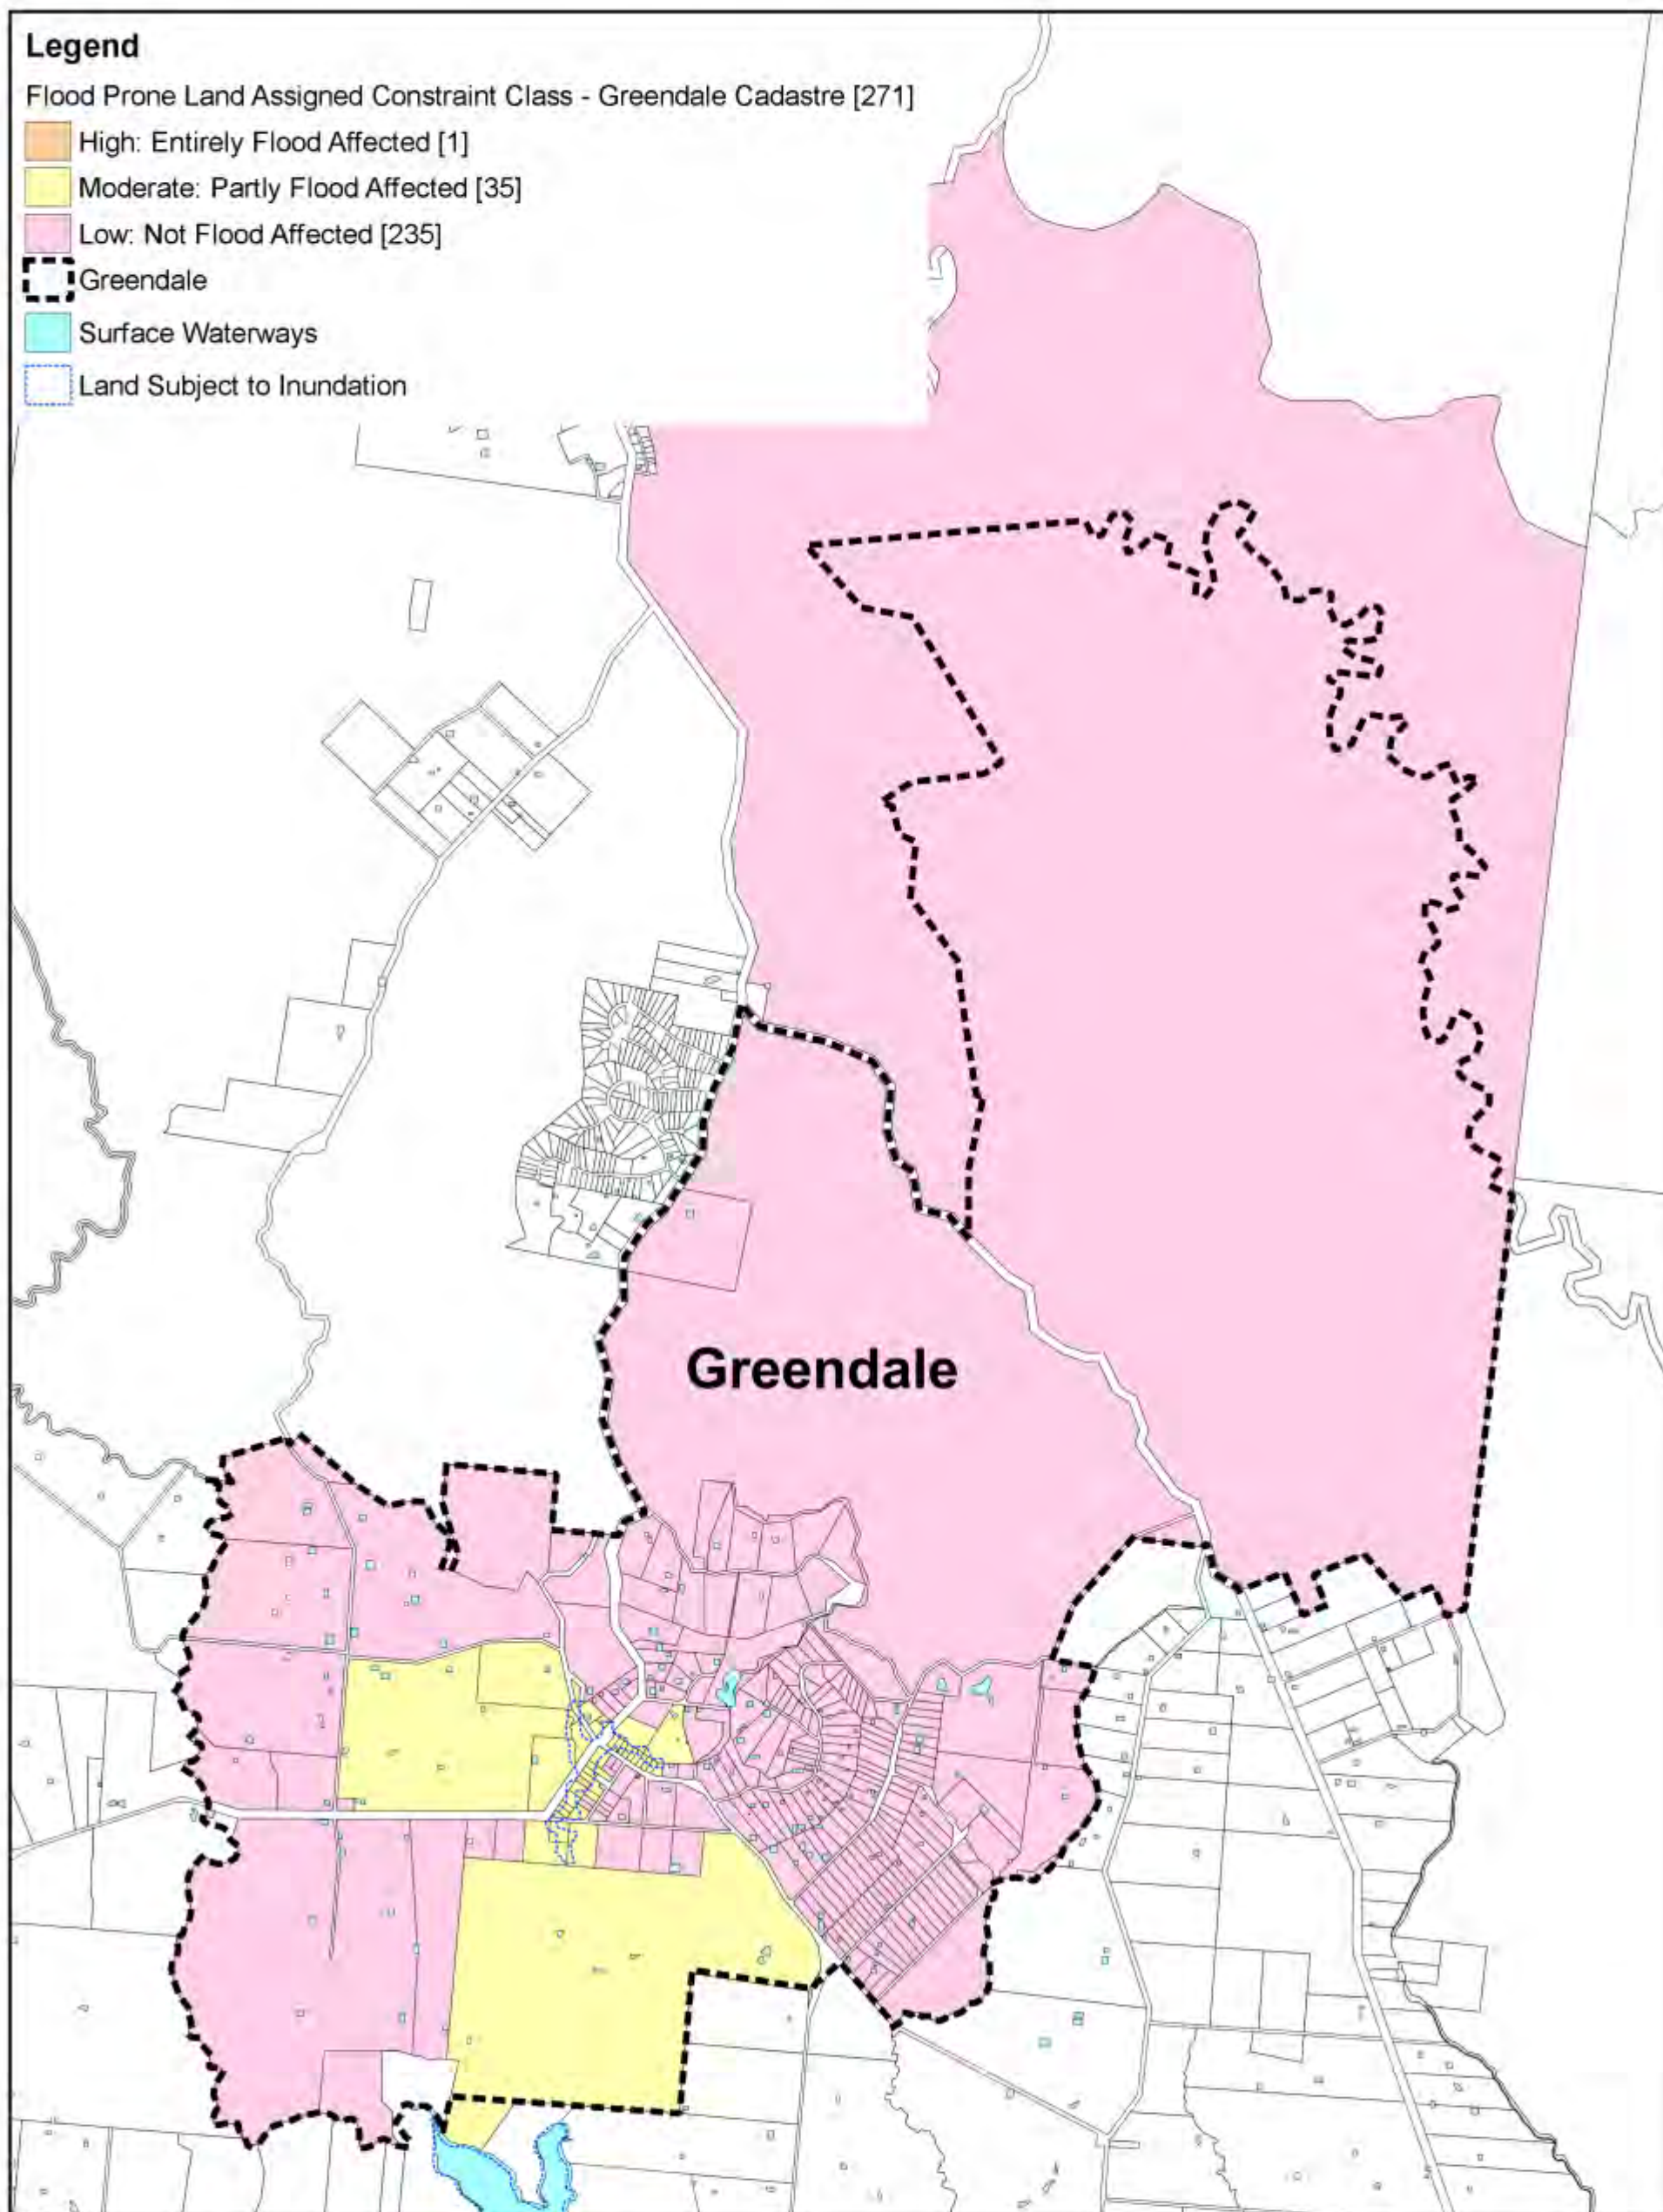 Legend
Flood Prone Land Assigned Constraint Class - Greendale Cadastre [271]
High: Entirely Flood Affected [1]
Moderate: Partly Flood Affected [35]
Low: Not Flood Affected [235]
Greendale
Surface Waterways
Land Subject to Inundation
Greendale